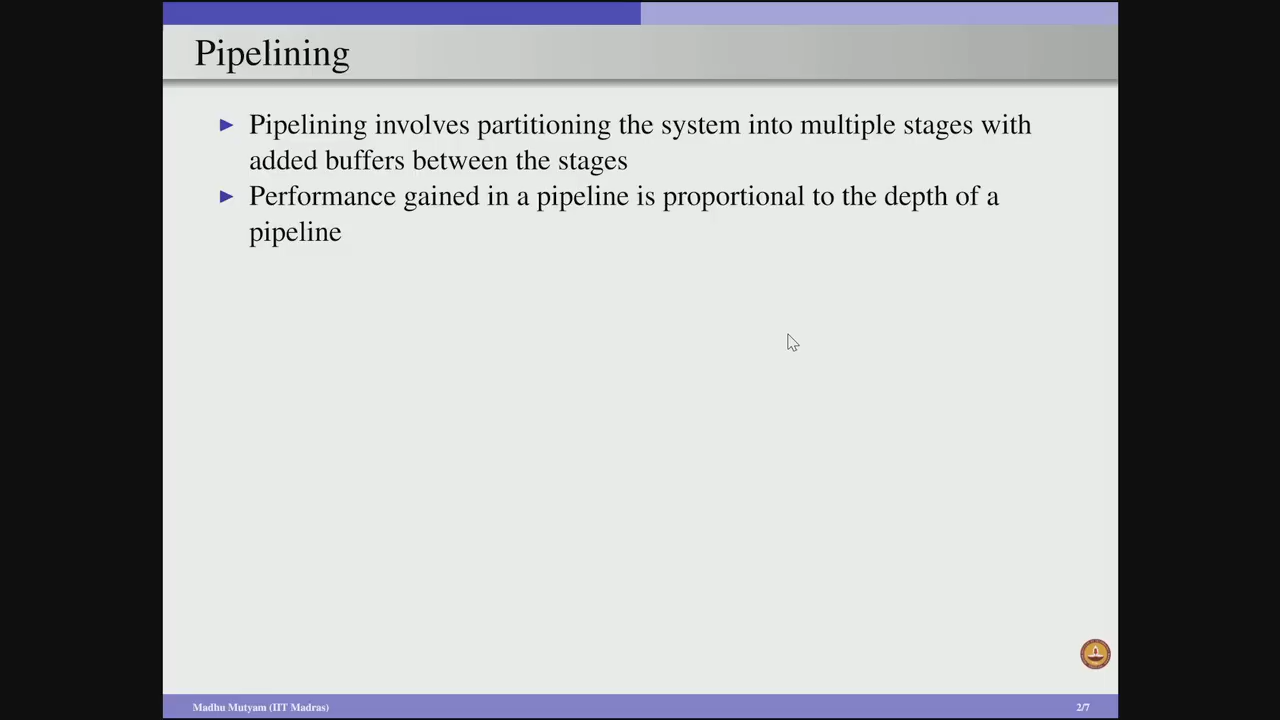 Pipelining
Pipelining involves partitioning the system into multiple stages with
added buffers between the stages
Performance gained in a pipeline is proportional to the depth of a
pipeline
Madhu Mutyam (IIT Madras)
2/7